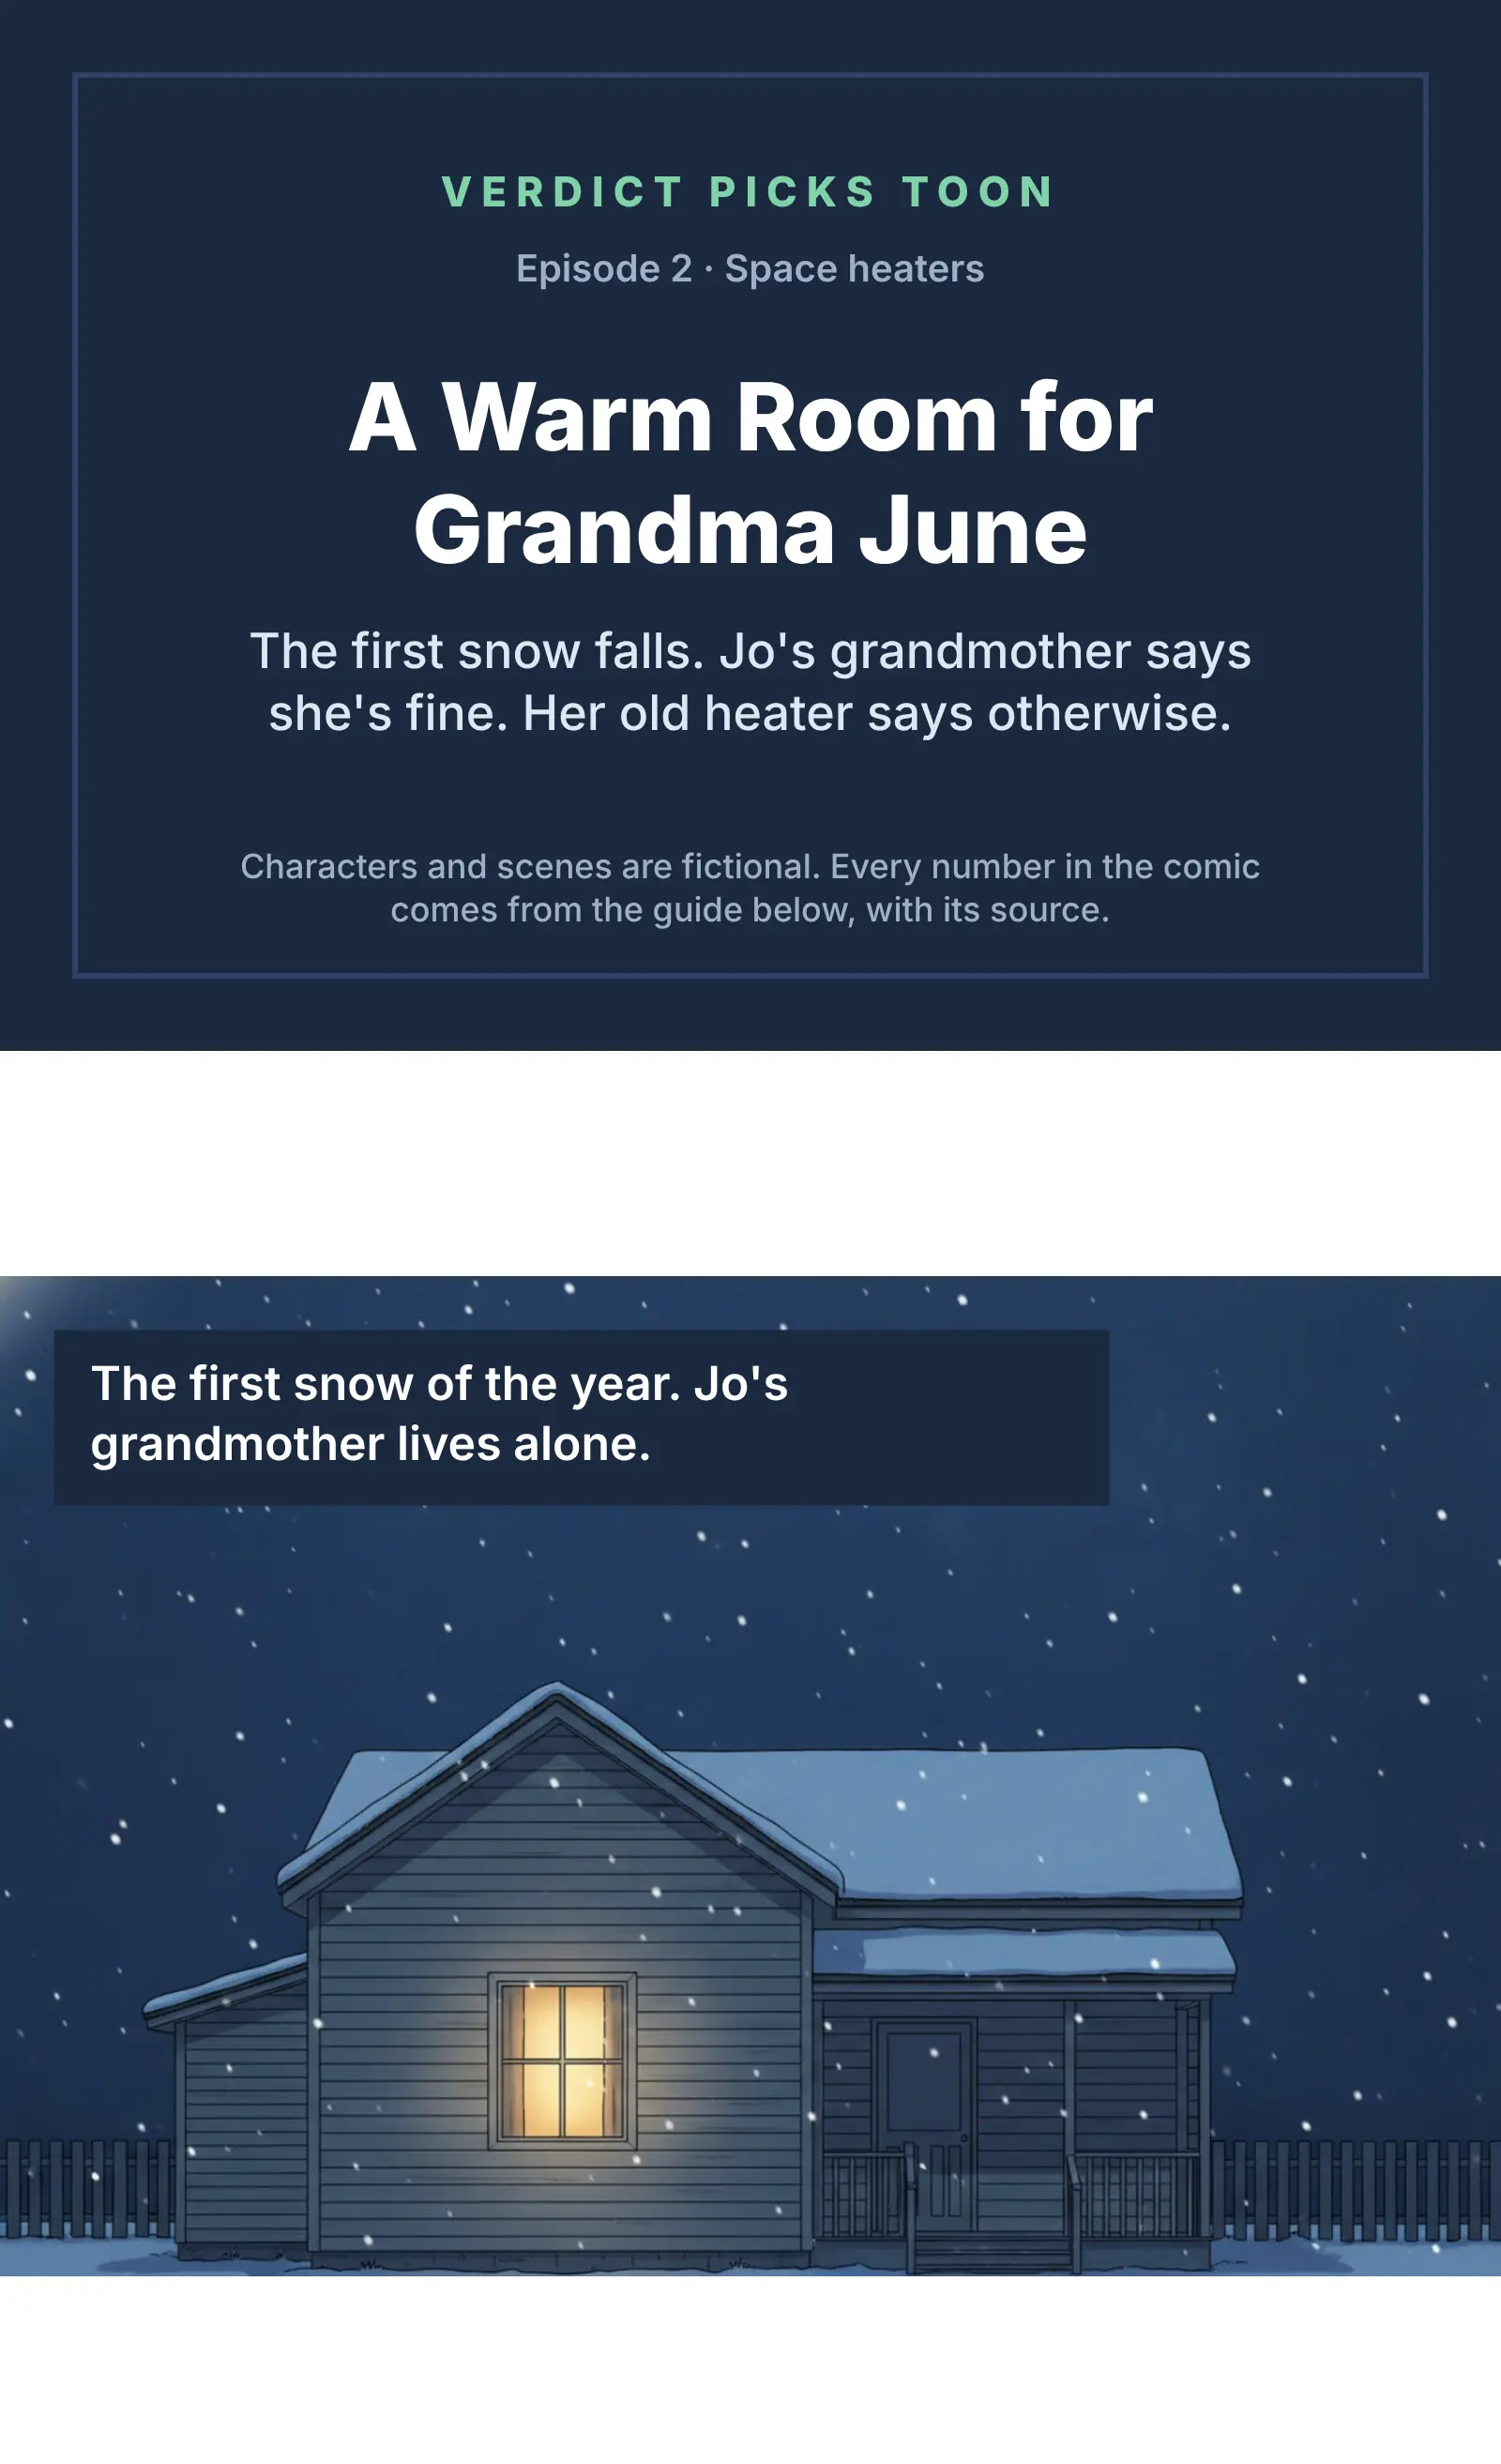 VERDICT PICKS TOON
Episode 2 · Space heaters
A Warm Room for
Grandma June
The first snow falls. Jo's grandmother says
she's fine. Her old heater says otherwise.
Characters and scenes are fictional. Every number in the comic
comes from the guide below, with its source.
The first snow of the year. Jo's
grandmother lives alone.